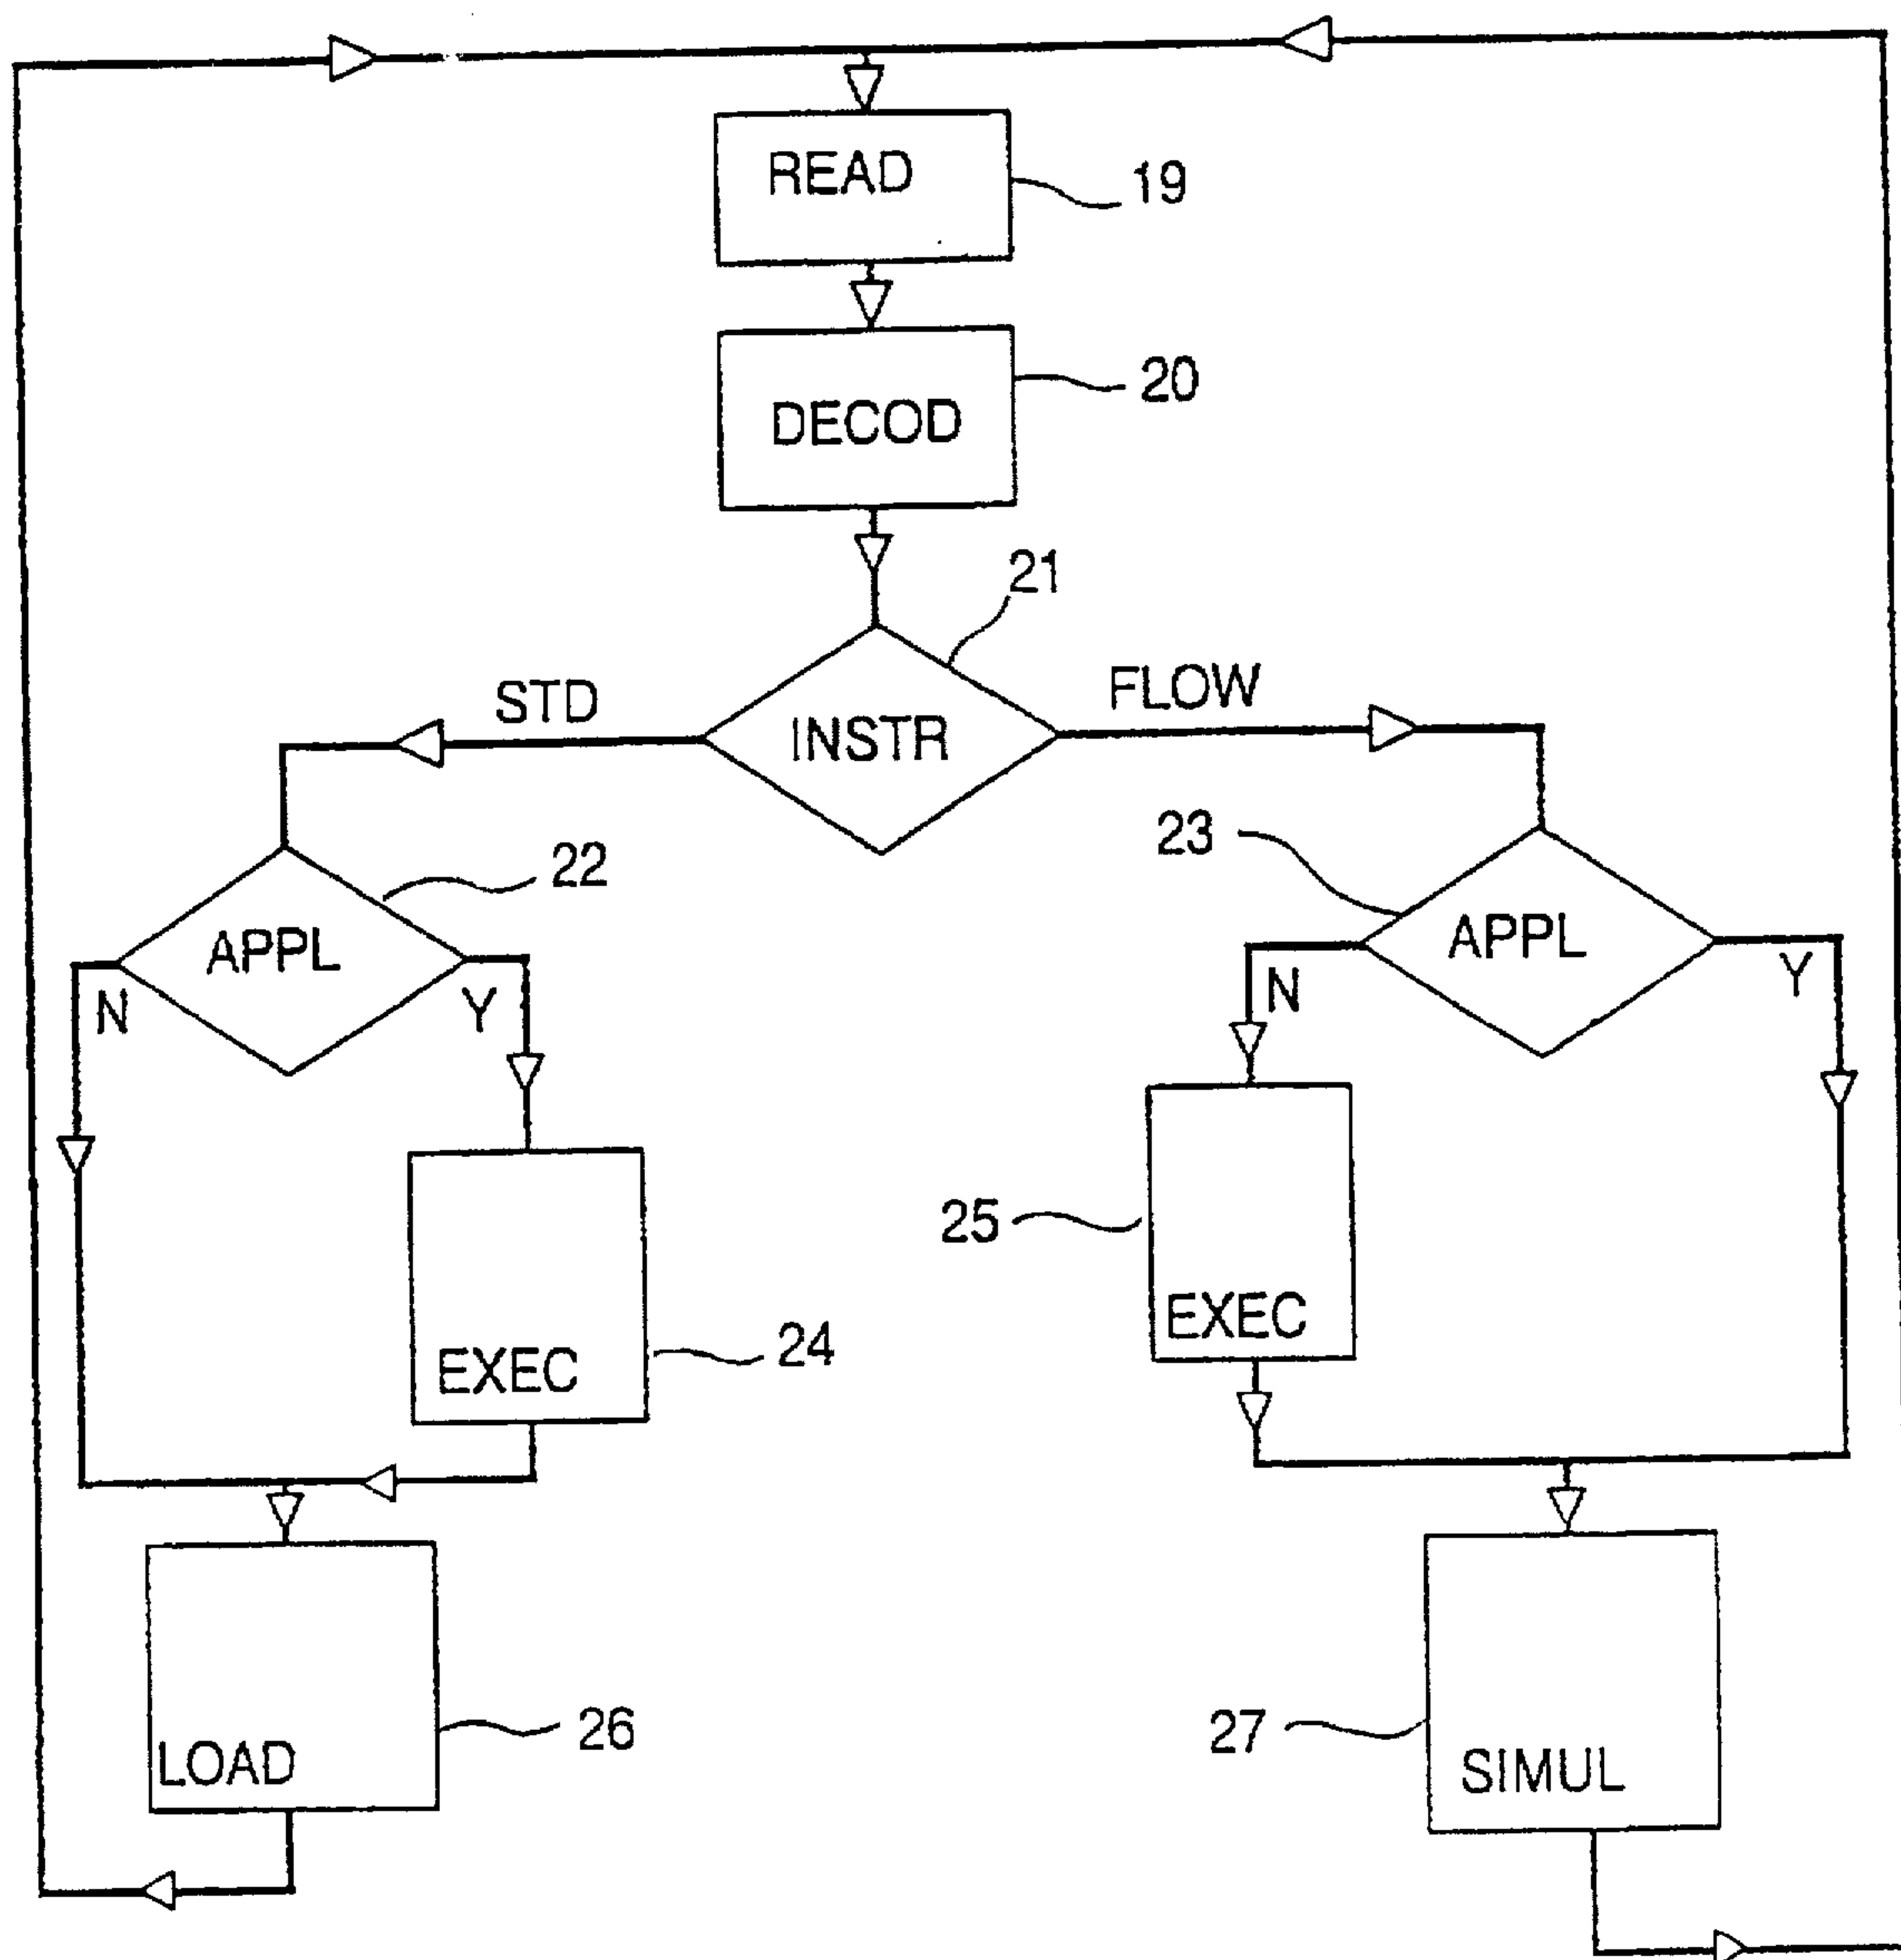 READ
19
20
DECOD
21
STD
FLOW
INSTR
22
23
APPL
APPL
N
Y
N
Y
25
EXEC
24
EXEC
26
27
LOAD
SIMUL